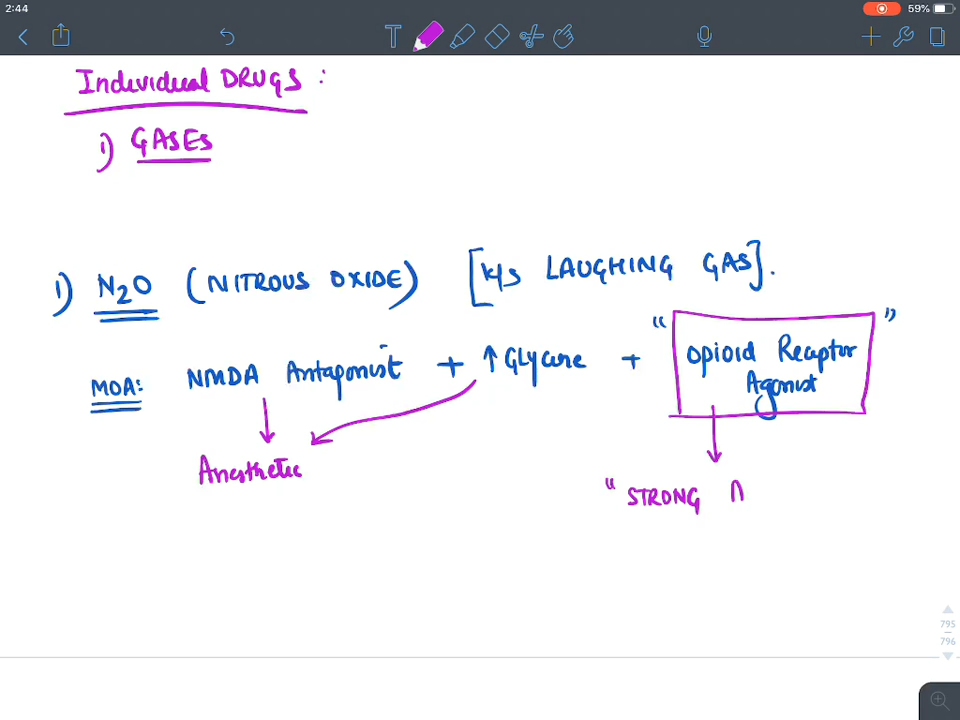 2:44
59%
T
Individual DRUGS :
1) GASES
1) N2O (NITROUS OXIDE) [K/S LAUGHING GAS].
MOA: NMDA Antagonist + ↑ Glycine + " Opioid Receptor Agonist "
Anesthetic
" STRONG A
795
796